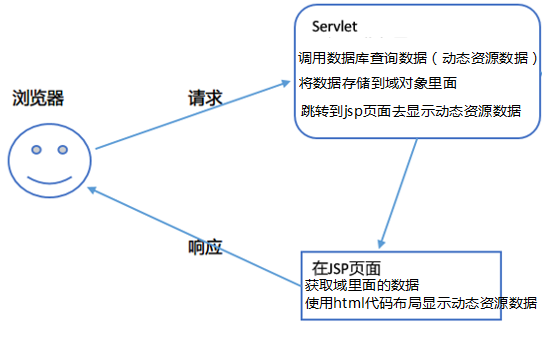 Servlet
调用数据库查询数据（动态资源数据）
将数据存储到域对象里面
跳转到jsp页面去显示动态资源数据
浏览器
请求
响应
在JSP页面
获取域里面的数据
使用html代码布局显示动态资源数据